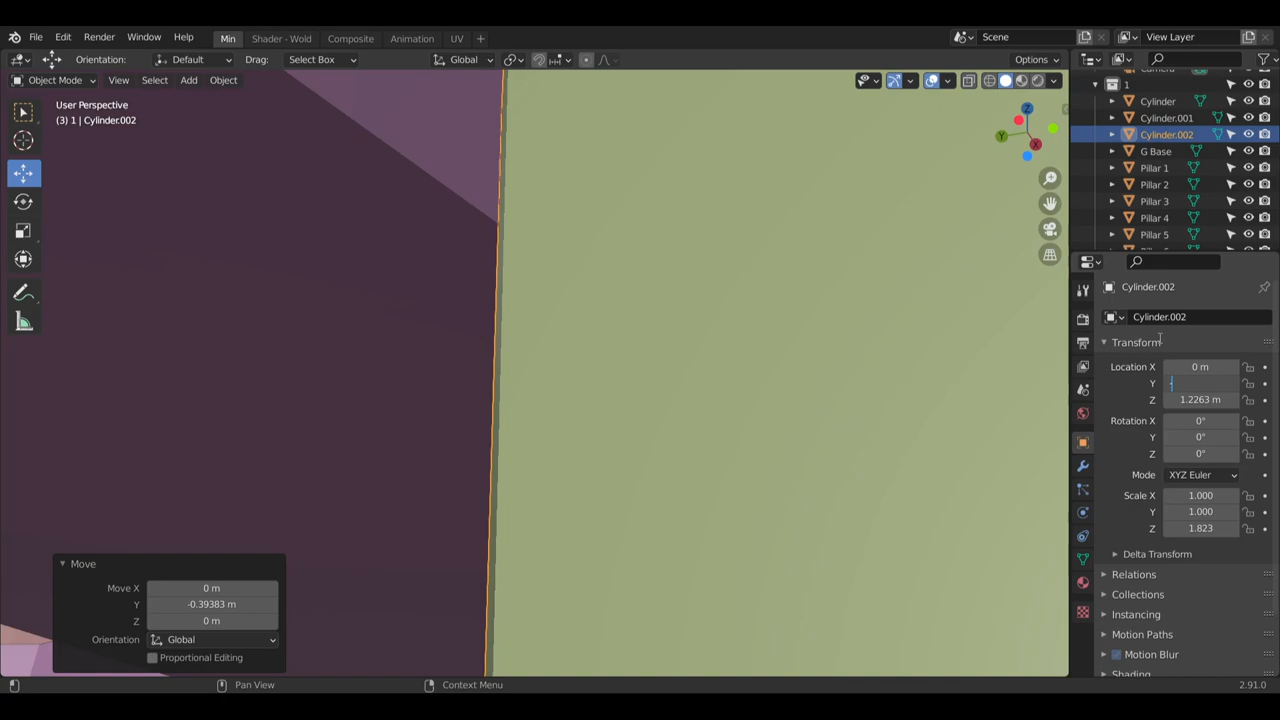 File Edit Render Window Help Min Shader - Wold Composite Animation UV Scene View Layer
Orientation: Default Drag: Select Box Global Options
Object Mode View Select Add Object
User Perspective
(3) 1 | Cylinder.002
Z
Y
X
1
Cylinder
Cylinder.001
Cylinder.002
G Base
Pillar 1
Pillar 2
Pillar 3
Pillar 4
Pillar 5
Cylinder.002
Cylinder.002
Transform
Location X 0 m
Y
Z 1.2263 m
Rotation X 0°
Y 0°
Z 0°
Mode XYZ Euler
Scale X 1.000
Y 1.000
Z 1.823
Delta Transform
Relations
Collections
Instancing
Motion Paths
Motion Blur
Shading
Move
Move X 0 m
Y -0.39383 m
Z 0 m
Orientation Global
Proportional Editing
Pan View Context Menu 2.91.0